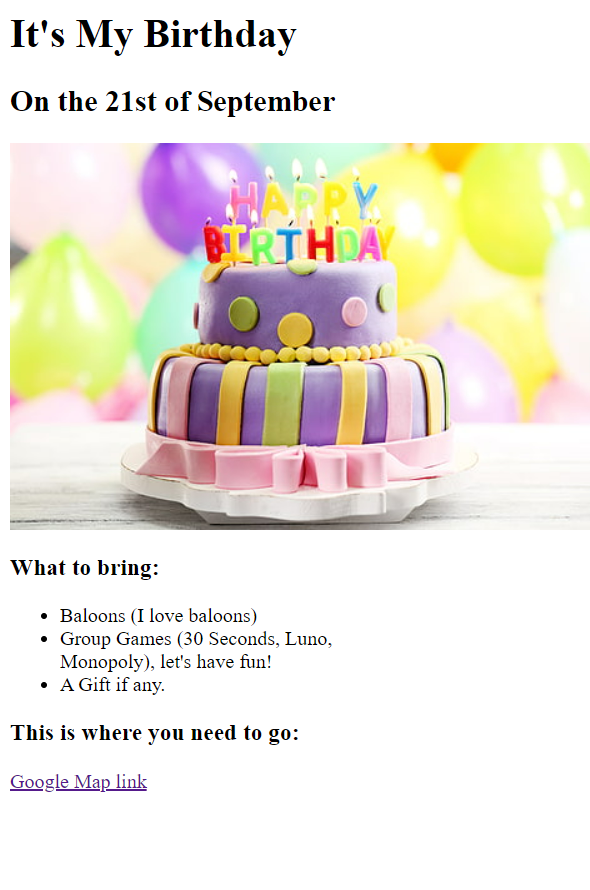 It's My Birthday
On the 21st of September
HAPPY
BIRTHDAY
What to bring:
Baloons (I love baloons)
Group Games (30 Seconds, Luno,
Monopoly), let's have fun!
A Gift if any.
This is where you need to go:
Google Map link